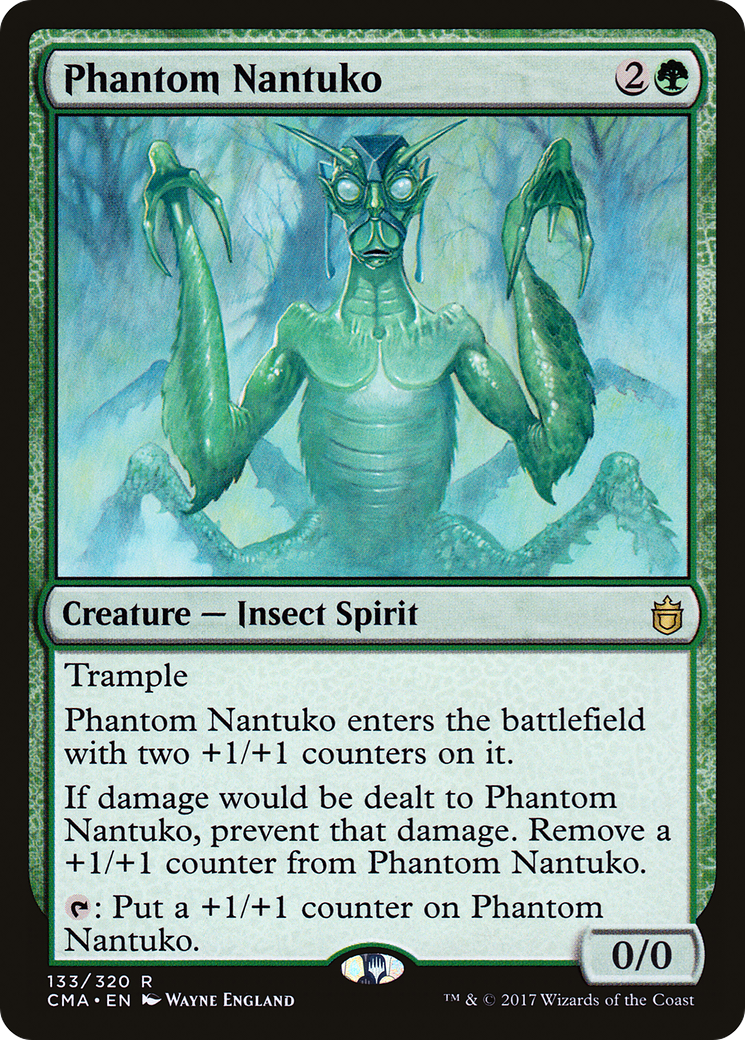 Phantom Nantuko 2
Creature — Insect Spirit
Trample
Phantom Nantuko enters the battlefield
with two +1/+1 counters on it.
If damage would be dealt to Phantom
Nantuko, prevent that damage. Remove a
+1/+1 counter from Phantom Nantuko.
: Put a +1/+1 counter on Phantom
Nantuko.
0/0
133/320 R
CMA • EN Wayne England
™ & © 2017 Wizards of the Coast